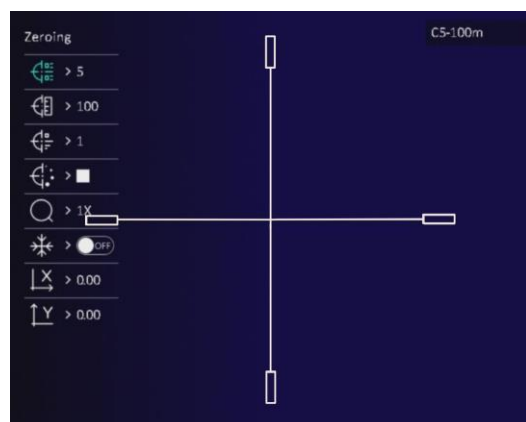 Zeroing
C5-100m
> 5
> 100
> 1
>
> 1X
> OFF
X > 0.00
Y > 0.00